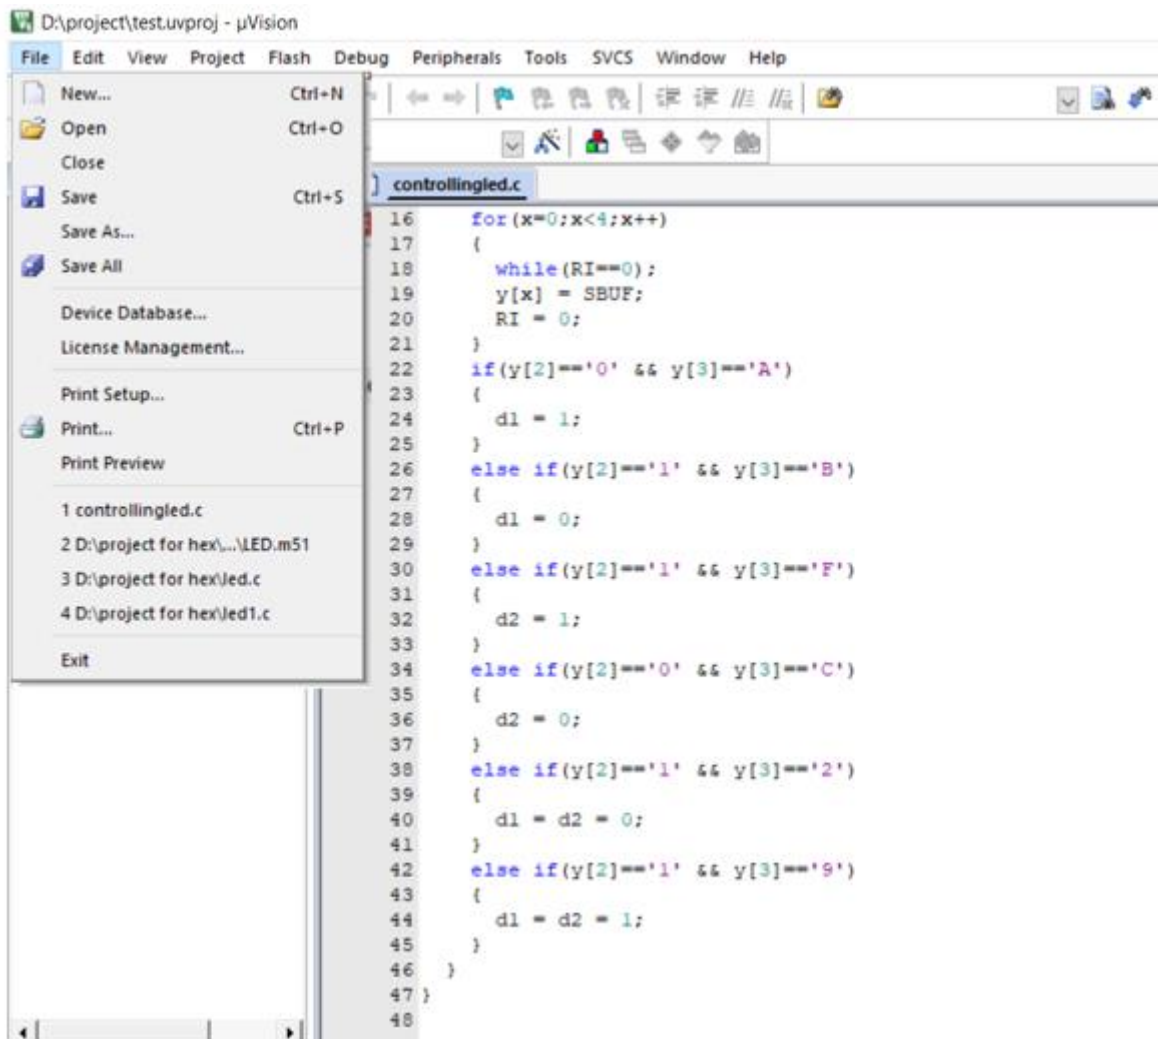 D:\project\test.uvproj - µVision
File Edit View Project Flash Debug Peripherals Tools SVCS Window Help
New... Ctrl+N
Open Ctrl+O
Close
Save Ctrl+S
Save As...
Save All
Device Database...
License Management...
Print Setup...
Print... Ctrl+P
Print Preview
1 controllingled.c
2 D:\project for hex\...\LED.m51
3 D:\project for hex\led.c
4 D:\project for hex\led1.c
Exit
controllingled.c
16 for(x=0;x<4;x++)
17 {
18 while(RI==0);
19 y[x] = SBUF;
20 RI = 0;
21 }
22 if(y[2]=='0' && y[3]=='A')
23 {
24 d1 = 1;
25 }
26 else if(y[2]=='1' && y[3]=='B')
27 {
28 d1 = 0;
29 }
30 else if(y[2]=='1' && y[3]=='F')
31 {
32 d2 = 1;
33 }
34 else if(y[2]=='0' && y[3]=='C')
35 {
36 d2 = 0;
37 }
38 else if(y[2]=='1' && y[3]=='2')
39 {
40 d1 = d2 = 0;
41 }
42 else if(y[2]=='1' && y[3]=='9')
43 {
44 d1 = d2 = 1;
45 }
46 }
47 }
48